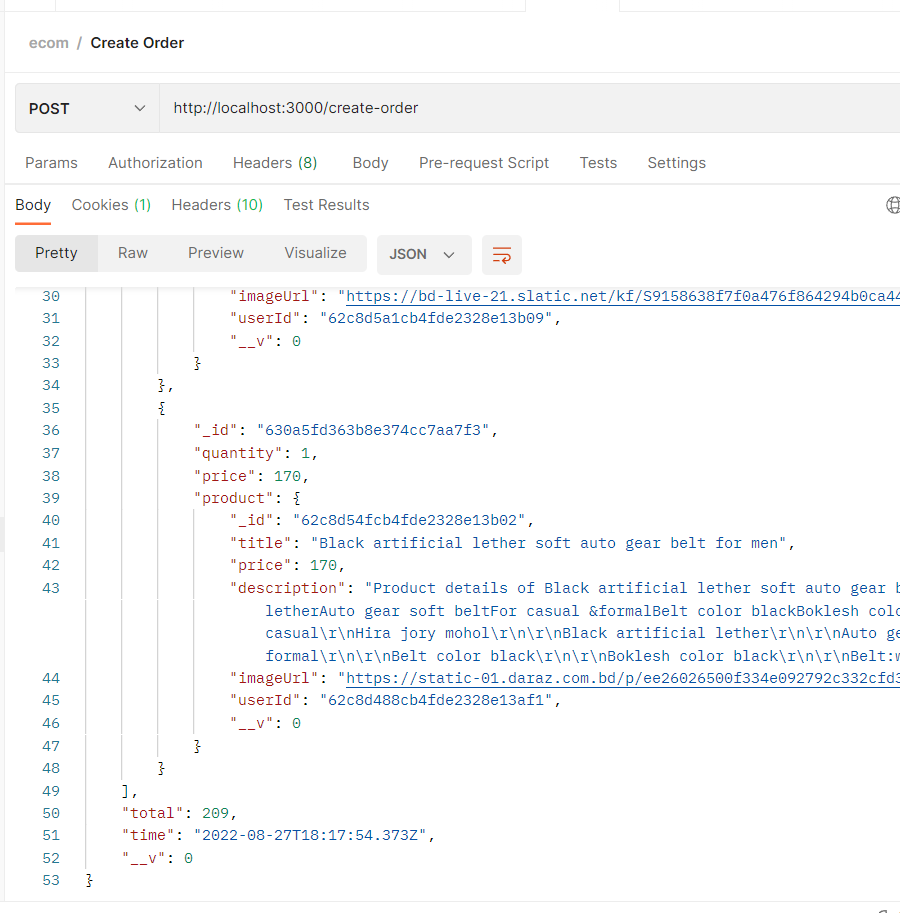 ecom / Create Order
POST http://localhost:3000/create-order
Params Authorization Headers (8) Body Pre-request Script Tests Settings
Body Cookies (1) Headers (10) Test Results
Pretty Raw Preview Visualize JSON
30 "imageUrl": "https://bd-live-21.slatic.net/kf/S9158638f7f0a476f864294b0ca44
31 "userId": "62c8d5a1cb4fde2328e13b09",
32 "__v": 0
33 }
34 },
35 {
36 "_id": "630a5fd363b8e374cc7aa7f3",
37 "quantity": 1,
38 "price": 170,
39 "product": {
40 "_id": "62c8d54fcb4fde2328e13b02",
41 "title": "Black artificial lether soft auto gear belt for men",
42 "price": 170,
43 "description": "Product details of Black artificial lether soft auto gear b
letherAuto gear soft beltFor casual &formalBelt color blackBoklesh colo
casual\r\nHira jory mohol\r\n\r\nBlack artificial lether\r\n\r\nAuto ge
formal\r\n\r\nBelt color black\r\n\r\nBoklesh color black\r\n\r\nBelt:w
44 "imageUrl": "https://static-01.daraz.com.bd/p/ee26026500f334e092792c332cfd3
45 "userId": "62c8d488cb4fde2328e13af1",
46 "__v": 0
47 }
48 }
49 ],
50 "total": 209,
51 "time": "2022-08-27T18:17:54.373Z",
52 "__v": 0
53 }